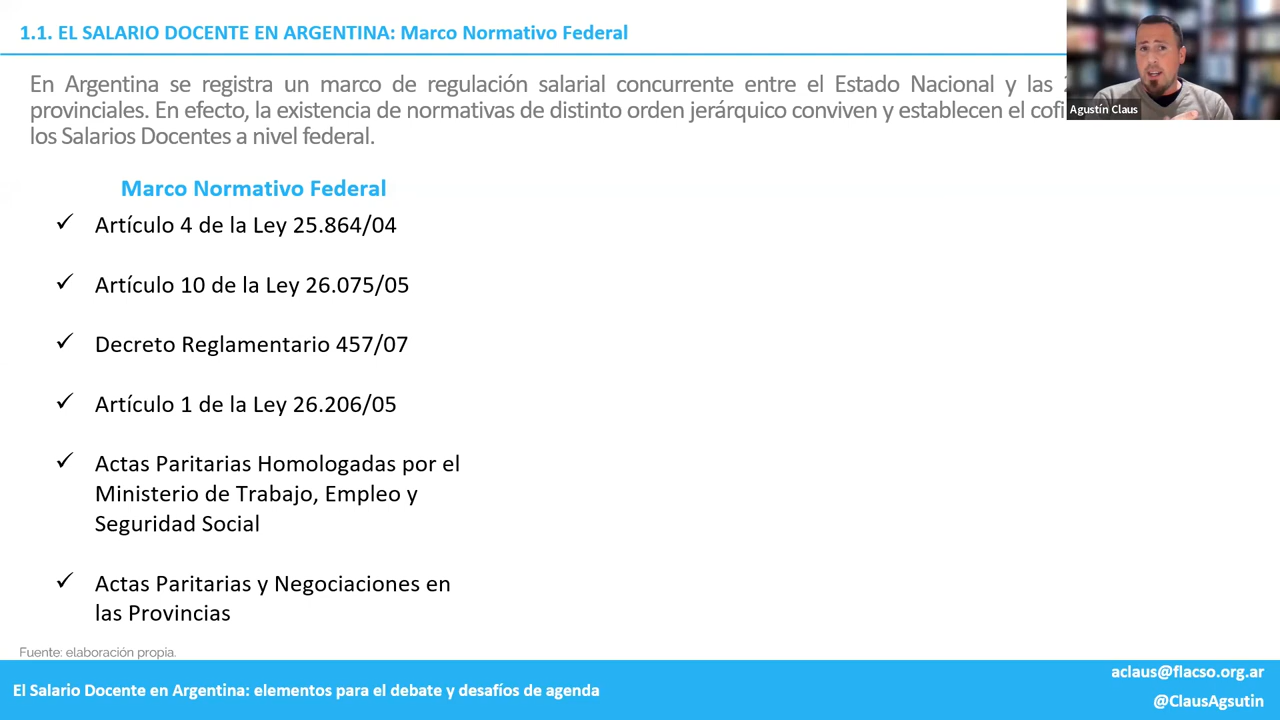 1.1. EL SALARIO DOCENTE EN ARGENTINA: Marco Normativo Federal
En Argentina se registra un marco de regulación salarial concurrente entre el Estado Nacional y las
provinciales. En efecto, la existencia de normativas de distinto orden jerárquico conviven y establecen el
los Salarios Docentes a nivel federal.
Agustín Claus
Marco Normativo Federal
✓ Artículo 4 de la Ley 25.864/04
✓ Artículo 10 de la Ley 26.075/05
✓ Decreto Reglamentario 457/07
✓ Artículo 1 de la Ley 26.206/05
✓ Actas Paritarias Homologadas por el
Ministerio de Trabajo, Empleo y
Seguridad Social
✓ Actas Paritarias y Negociaciones en
las Provincias
Fuente: elaboración propia.
El Salario Docente en Argentina: elementos para el debate y desafíos de agenda
aclaus@flacso.org.ar
@ClausAgsutin